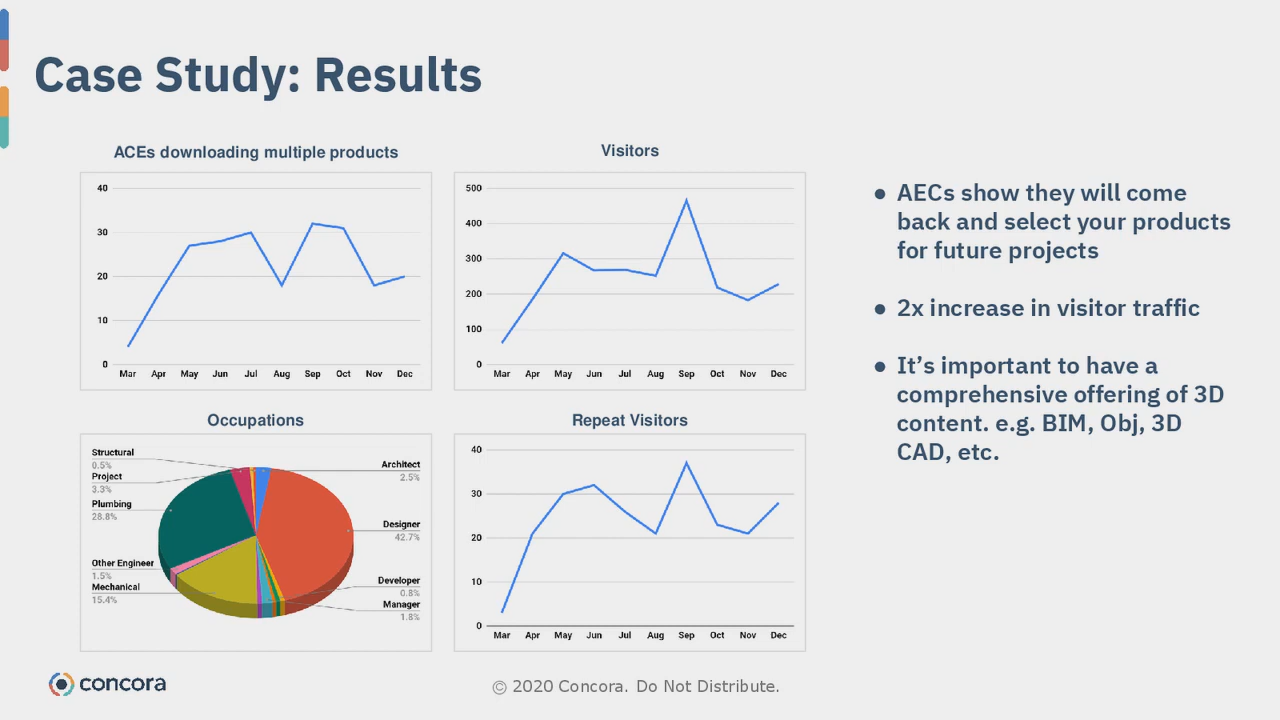 Case Study: Results
ACEs downloading multiple products
40
30
20
10
0
Mar Apr May Jun Jul Aug Sep Oct Nov Dec
Visitors
500
400
300
200
100
0
Mar Apr May Jun Jul Aug Sep Oct Nov Dec
Occupations
Structural
0.5%
Project
3.3%
Plumbing
28.8%
Other Engineer
1.5%
Mechanical
15.4%
Architect
2.5%
Designer
42.7%
Developer
0.8%
Manager
1.8%
Repeat Visitors
40
30
20
10
0
Mar Apr May Jun Jul Aug Sep Oct Nov Dec
● AECs show they will come
back and select your products
for future projects
● 2x increase in visitor traffic
● It’s important to have a
comprehensive offering of 3D
content. e.g. BIM, Obj, 3D
CAD, etc.
concora
© 2020 Concora. Do Not Distribute.